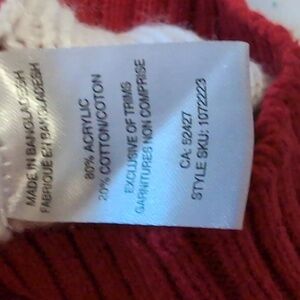 MADE IN BANGLADESH
FABRIQUE EN BANGLADESH
80% ACRYLIC
20% COTTON/COTON
EXCLUSIVE OF TRIMS
GARNITURES NON COMPRISE
CA: 52427
STYLE SKU: 1072223